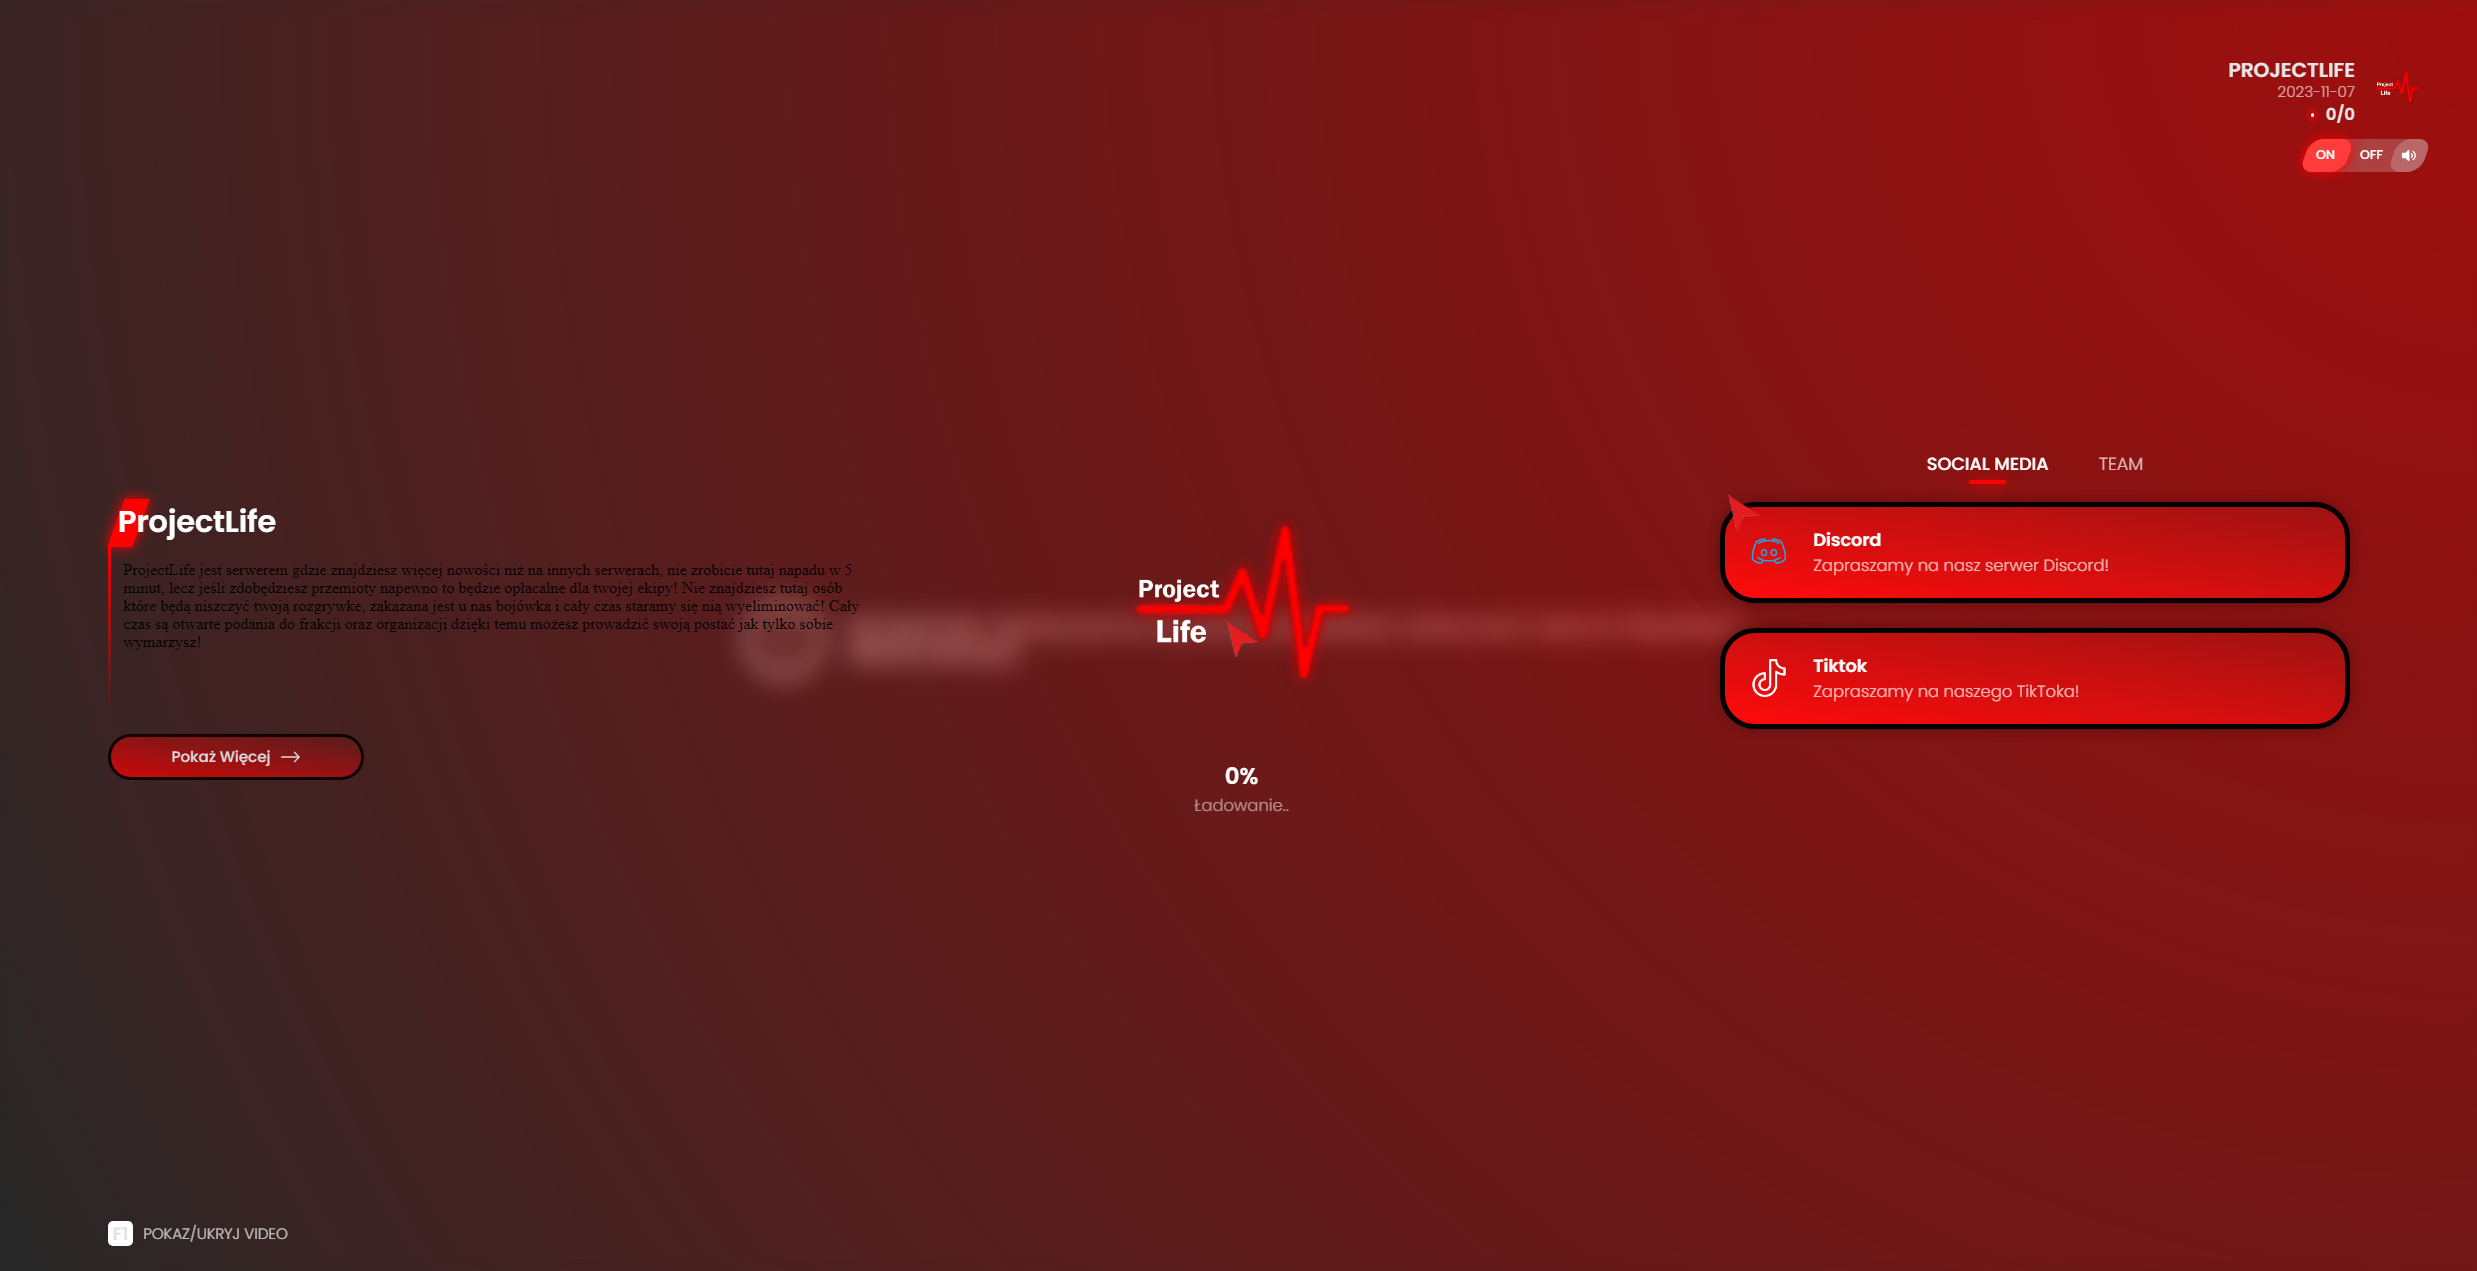 PROJECTLIFE
2023-11-07
0/0
Project
Life
ON OFF
SOCIAL MEDIA TEAM
ProjectLife
ProjectLife jest serwerem gdzie znajdziesz więcej nowości niż na innych serwerach, nie zrobicie tutaj napadu w 5
minut, lecz jeśli zdobędziesz przemioty napewno to będzie opłacalne dla twojej ekipy! Nie znajdziesz tutaj osób
które będą niszczyć twoją rozgrywke, zakazana jest u nas bojówka i cały czas staramy się nią wyeliminować! Cały
czas są otwarte podania do frakcji oraz organizacji dzięki temu możesz prowadzić swoją postać jak tylko sobie
wymarzysz!
Pokaż Więcej
Project
Life
0%
Ładowanie..
Discord
Zapraszamy na nasz serwer Discord!
Tiktok
Zapraszamy na naszego TikToka!
F1 POKAZ/UKRYJ VIDEO